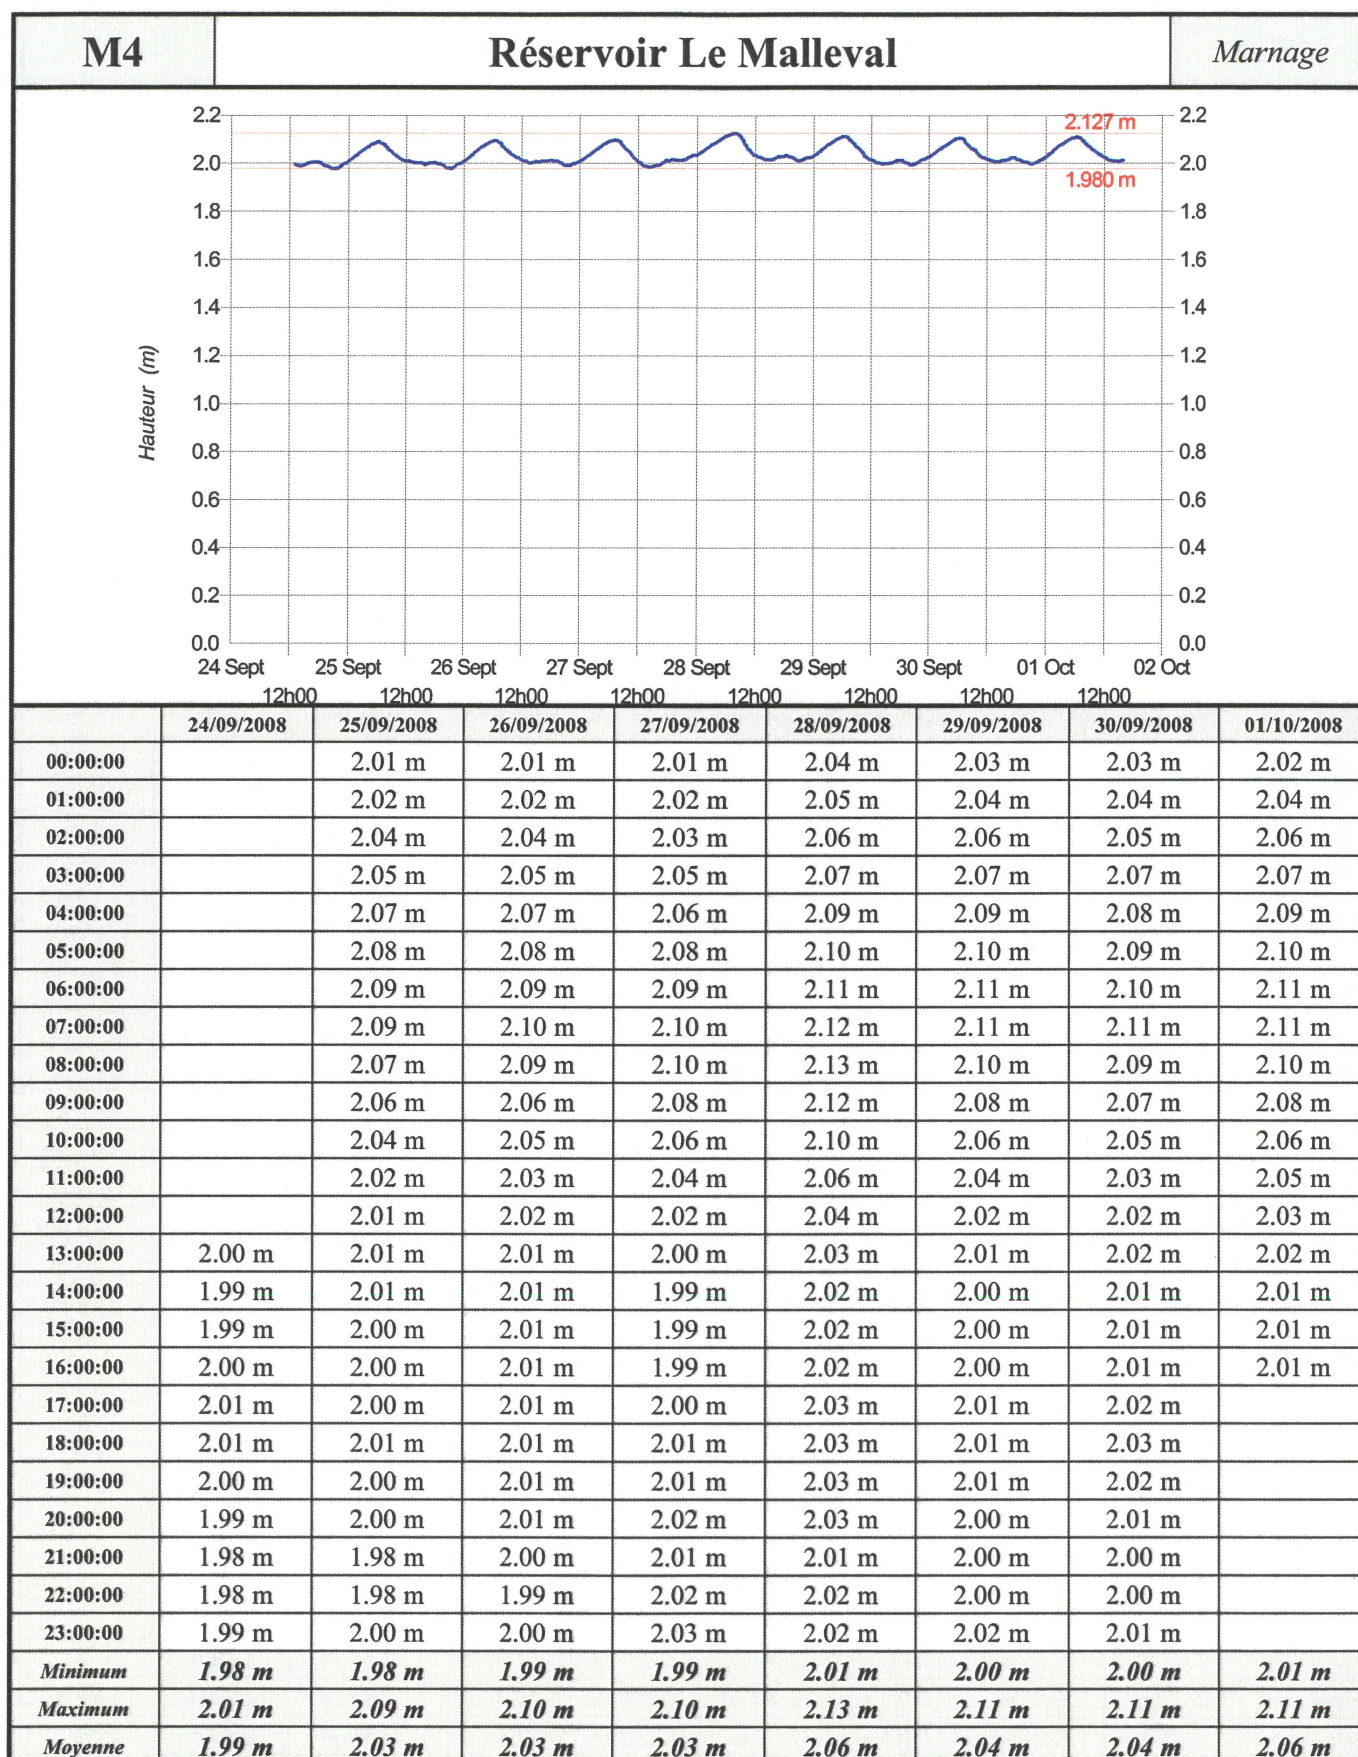 M4 Réservoir Le Malleval Marnage
2.2 2.2
2.127 m
2.0 2.0
1.980 m
1.8 1.8
1.6 1.6
1.4 1.4
1.2 1.2
Hauteur (m)
1.0 1.0
0.8 0.8
0.6 0.6
0.4 0.4
0.2 0.2
0.0 0.0
24 Sept 25 Sept 26 Sept 27 Sept 28 Sept 29 Sept 30 Sept 01 Oct 02 Oct
12h00 12h00 12h00 12h00 12h00 12h00 12h00 12h00
24/09/2008 25/09/2008 26/09/2008 27/09/2008 28/09/2008 29/09/2008 30/09/2008 01/10/2008
00:00:00 2.01 m 2.01 m 2.01 m 2.04 m 2.03 m 2.03 m 2.02 m
01:00:00 2.02 m 2.02 m 2.02 m 2.05 m 2.04 m 2.04 m 2.04 m
02:00:00 2.04 m 2.04 m 2.03 m 2.06 m 2.06 m 2.05 m 2.06 m
03:00:00 2.05 m 2.05 m 2.05 m 2.07 m 2.07 m 2.07 m 2.07 m
04:00:00 2.07 m 2.07 m 2.06 m 2.09 m 2.09 m 2.08 m 2.09 m
05:00:00 2.08 m 2.08 m 2.08 m 2.10 m 2.10 m 2.09 m 2.10 m
06:00:00 2.09 m 2.09 m 2.09 m 2.11 m 2.11 m 2.10 m 2.11 m
07:00:00 2.09 m 2.10 m 2.10 m 2.12 m 2.11 m 2.11 m 2.11 m
08:00:00 2.07 m 2.09 m 2.10 m 2.13 m 2.10 m 2.09 m 2.10 m
09:00:00 2.06 m 2.06 m 2.08 m 2.12 m 2.08 m 2.07 m 2.08 m
10:00:00 2.04 m 2.05 m 2.06 m 2.10 m 2.06 m 2.05 m 2.06 m
11:00:00 2.02 m 2.03 m 2.04 m 2.06 m 2.04 m 2.03 m 2.05 m
12:00:00 2.01 m 2.02 m 2.02 m 2.04 m 2.02 m 2.02 m 2.03 m
13:00:00 2.00 m 2.01 m 2.01 m 2.00 m 2.03 m 2.01 m 2.02 m 2.02 m
14:00:00 1.99 m 2.01 m 2.01 m 1.99 m 2.02 m 2.00 m 2.01 m 2.01 m
15:00:00 1.99 m 2.00 m 2.01 m 1.99 m 2.02 m 2.00 m 2.01 m 2.01 m
16:00:00 2.00 m 2.00 m 2.01 m 1.99 m 2.02 m 2.00 m 2.01 m 2.01 m
17:00:00 2.01 m 2.00 m 2.01 m 2.00 m 2.03 m 2.01 m 2.02 m
18:00:00 2.01 m 2.01 m 2.01 m 2.01 m 2.03 m 2.01 m 2.03 m
19:00:00 2.00 m 2.00 m 2.01 m 2.01 m 2.03 m 2.01 m 2.02 m
20:00:00 1.99 m 2.00 m 2.01 m 2.02 m 2.03 m 2.00 m 2.01 m
21:00:00 1.98 m 1.98 m 2.00 m 2.01 m 2.01 m 2.00 m 2.00 m
22:00:00 1.98 m 1.98 m 1.99 m 2.02 m 2.02 m 2.00 m 2.00 m
23:00:00 1.99 m 2.00 m 2.00 m 2.03 m 2.02 m 2.02 m 2.01 m
Minimum 1.98 m 1.98 m 1.99 m 1.99 m 2.01 m 2.00 m 2.00 m 2.01 m
Maximum 2.01 m 2.09 m 2.10 m 2.10 m 2.13 m 2.11 m 2.11 m 2.11 m
Moyenne 1.99 m 2.03 m 2.03 m 2.03 m 2.06 m 2.04 m 2.04 m 2.06 m